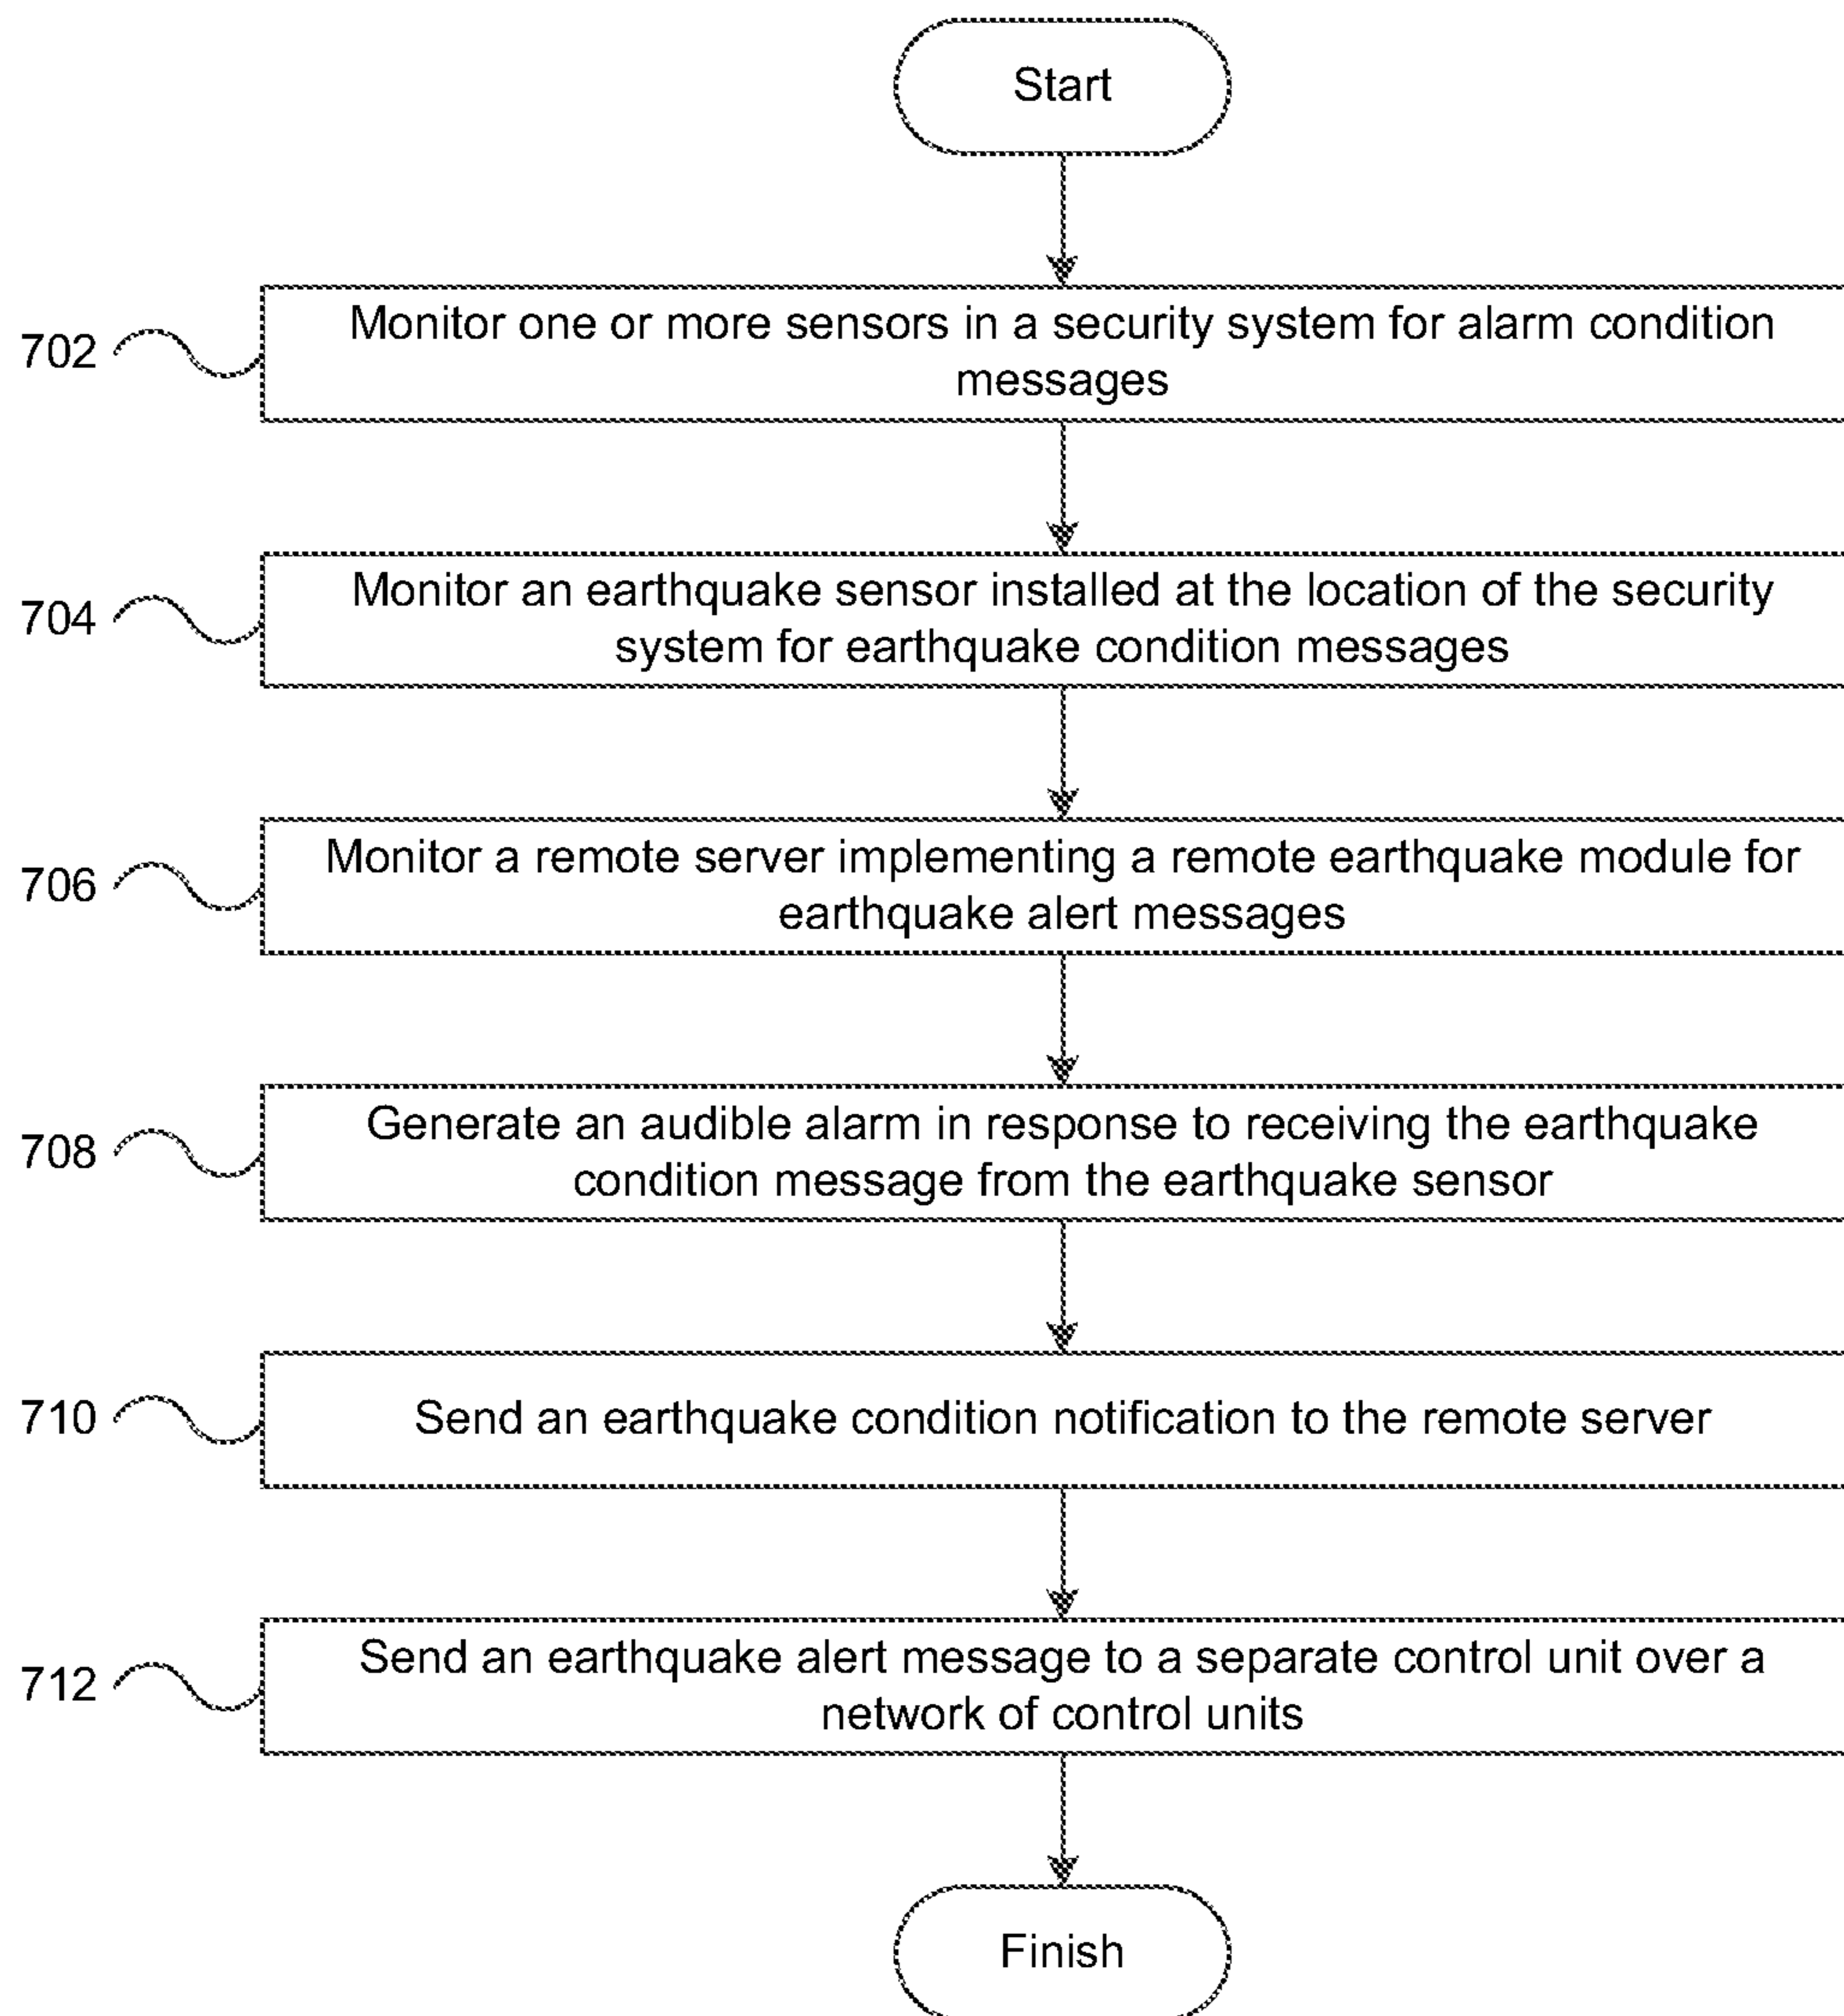 Start
702
Monitor one or more sensors in a security system for alarm condition
messages
704
Monitor an earthquake sensor installed at the location of the security
system for earthquake condition messages
706
Monitor a remote server implementing a remote earthquake module for
earthquake alert messages
708
Generate an audible alarm in response to receiving the earthquake
condition message from the earthquake sensor
710
Send an earthquake condition notification to the remote server
712
Send an earthquake alert message to a separate control unit over a
network of control units
Finish